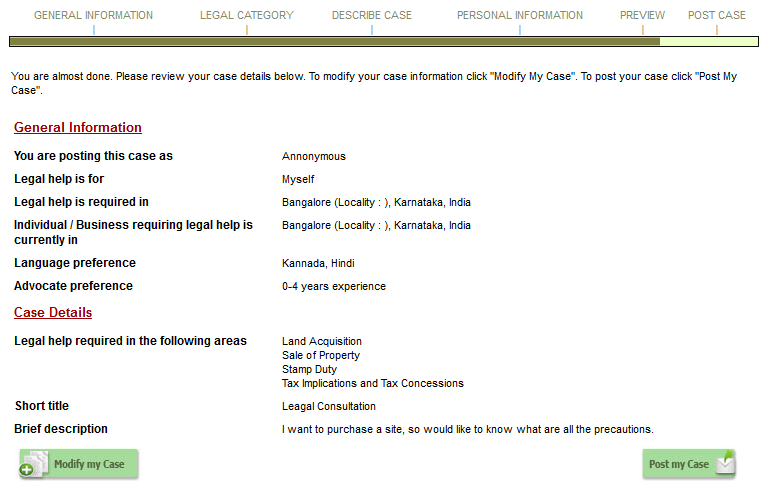 GENERAL INFORMATION LEGAL CATEGORY DESCRIBE CASE PERSONAL INFORMATION PREVIEW POST CASE
You are almost done. Please review your case details below. To modify your case information click "Modify My Case". To post your case click "Post My
Case".
General Information
You are posting this case as Annonymous
Legal help is for Myself
Legal help is required in Bangalore (Locality : ), Karnataka, India
Individual / Business requiring legal help is Bangalore (Locality : ), Karnataka, India
currently in
Language preference Kannada, Hindi
Advocate preference 0-4 years experience
Case Details
Legal help required in the following areas Land Acquisition
Sale of Property
Stamp Duty
Tax Implications and Tax Concessions
Short title Leagal Consultation
Brief description I want to purchase a site, so would like to know what are all the precautions.
Modify my Case Post my Case